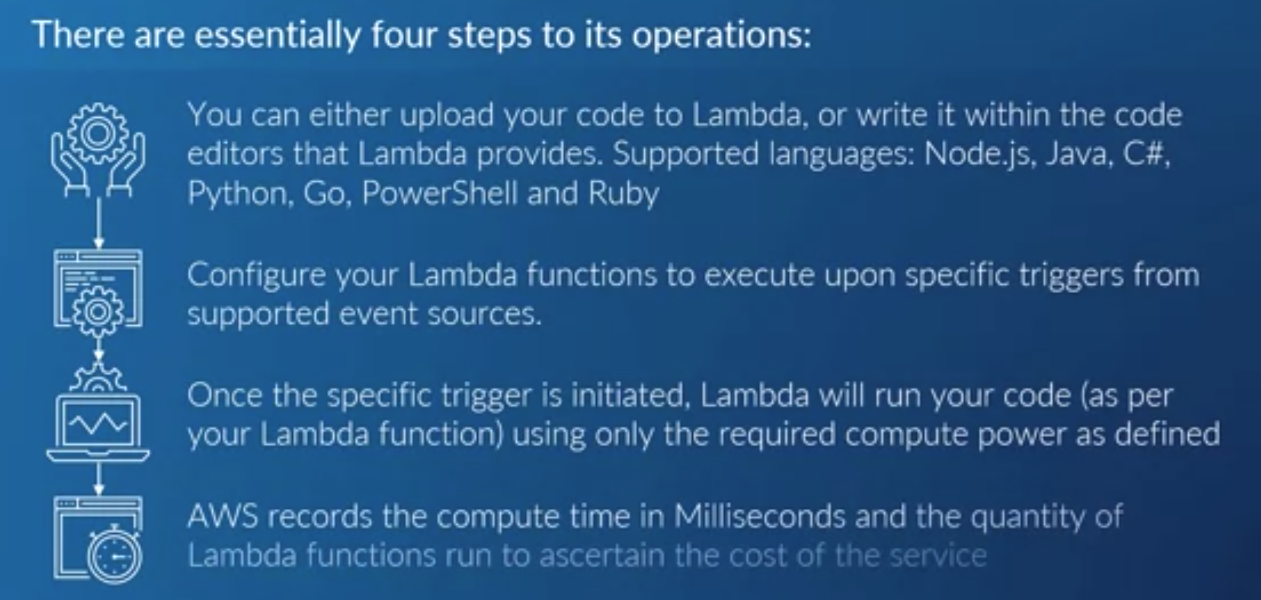 There are essentially four steps to its operations:
You can either upload your code to Lambda, or write it within the code
editors that Lambda provides. Supported languages: Node.js, Java, C#,
Python, Go, PowerShell and Ruby
Configure your Lambda functions to execute upon specific triggers from
supported event sources.
Once the specific trigger is initiated, Lambda will run your code (as per
your Lambda function) using only the required compute power as defined
AWS records the compute time in Milliseconds and the quantity of
Lambda functions run to ascertain the cost of the service